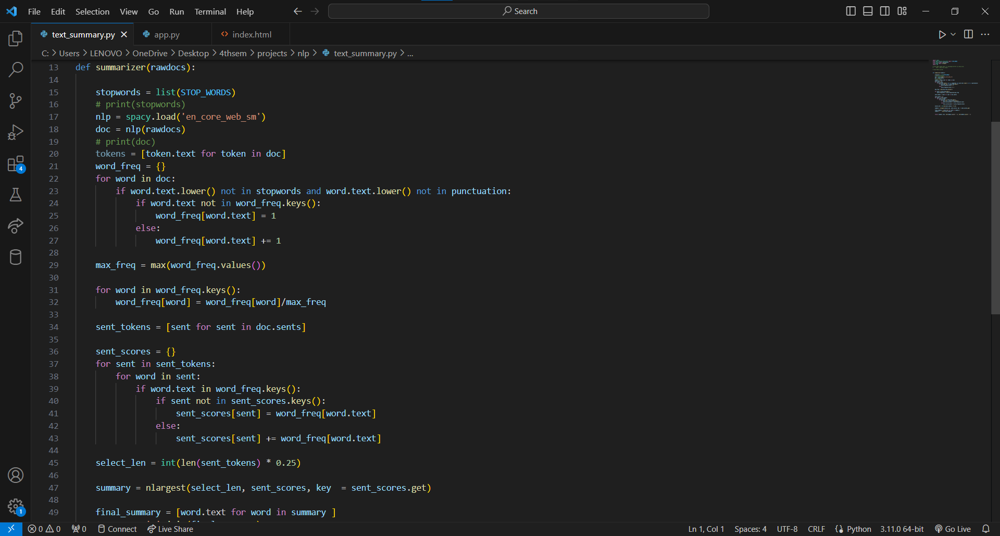 File Edit Selection View Go Run Terminal Help Search
text_summary.py app.py index.html
C: > Users > LENOVO > OneDrive > Desktop > 4thsem > projects > nlp > text_summary.py > ...
13 def summarizer(rawdocs):
14
15 stopwords = list(STOP_WORDS)
16 # print(stopwords)
17 nlp = spacy.load('en_core_web_sm')
18 doc = nlp(rawdocs)
19 # print(doc)
20 tokens = [token.text for token in doc]
21 word_freq = {}
22 for word in doc:
23 if word.text.lower() not in stopwords and word.text.lower() not in punctuation:
24 if word.text not in word_freq.keys():
25 word_freq[word.text] = 1
26 else:
27 word_freq[word.text] += 1
28
29 max_freq = max(word_freq.values())
30
31 for word in word_freq.keys():
32 word_freq[word] = word_freq[word]/max_freq
33
34 sent_tokens = [sent for sent in doc.sents]
35
36 sent_scores = {}
37 for sent in sent_tokens:
38 for word in sent:
39 if word.text in word_freq.keys():
40 if sent not in sent_scores.keys():
41 sent_scores[sent] = word_freq[word.text]
42 else:
43 sent_scores[sent] += word_freq[word.text]
44
45 select_len = int(len(sent_tokens) * 0.25)
46
47 summary = nlargest(select_len, sent_scores, key  = sent_scores.get)
48
49 final_summary = [word.text for word in summary ]
4
1
0 0 0 Connect Live Share Ln 1, Col 1 Spaces: 4 UTF-8 CRLF Python 3.11.0 64-bit Go Live